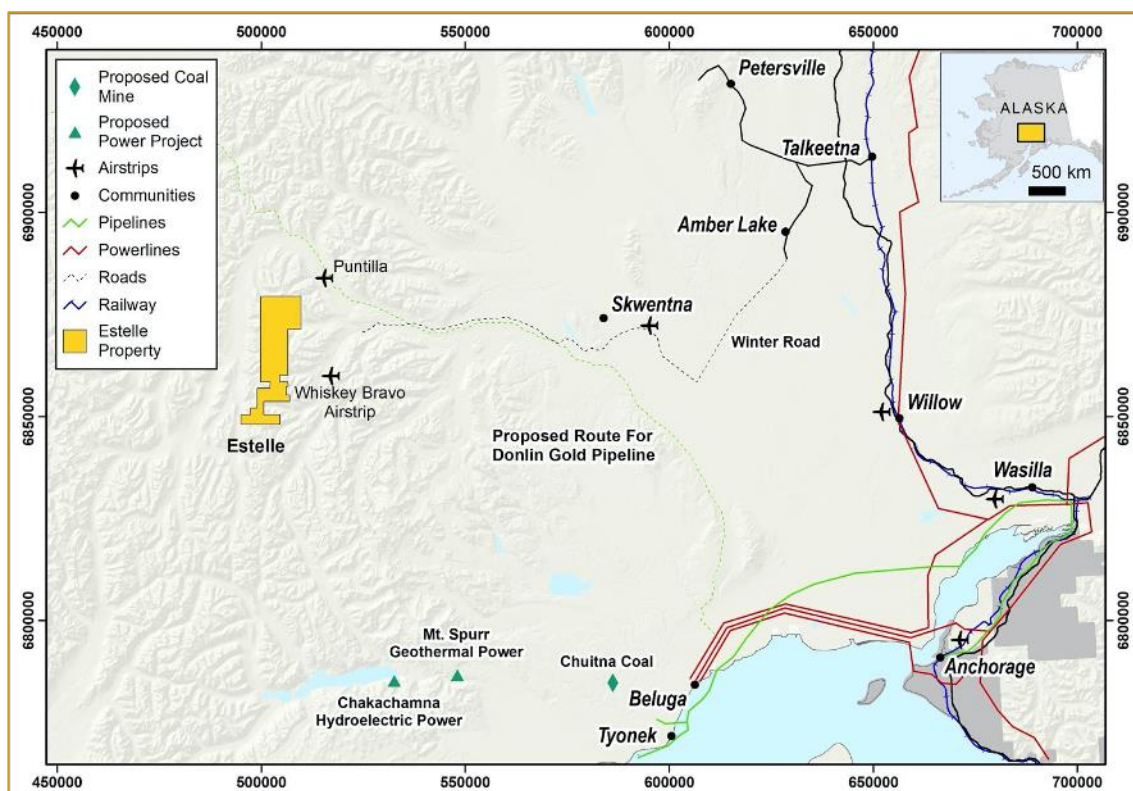 450000
500000
550000
600000
650000
700000
Proposed Coal
Mine
Proposed
Power Project
Airstrips
Communities
Pipelines
Powerlines
Roads
Railway
Estelle
Property
ALASKA
500 km
Petersville
Talkeetna
Amber Lake
6900000
6900000
Puntilla
Skwentna
Winter Road
Whiskey Bravo
Airstrip
Estelle
Willow
6850000
6850000
Proposed Route For
Donlin Gold Pipeline
Wasilla
6800000
6800000
Mt. Spurr
Geothermal Power
Chuitna Coal
Chakachamna
Hydroelectric Power
Beluga
Anchorage
Tyonek
450000
500000
550000
600000
650000
700000